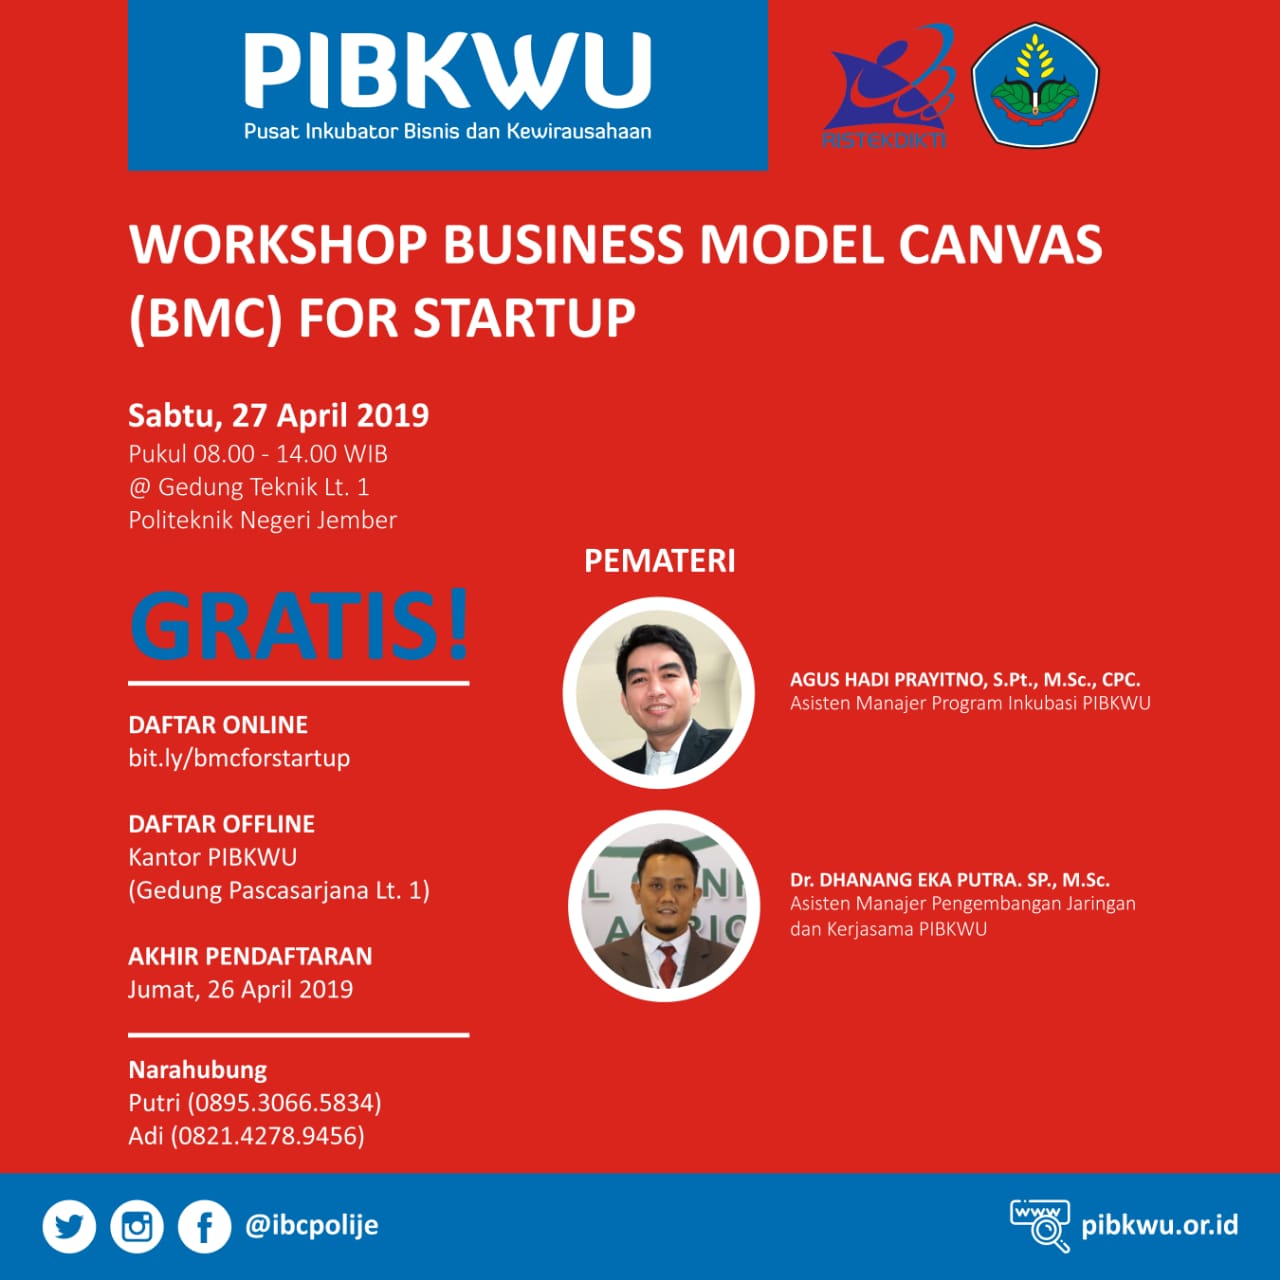 PIBKWU
Pusat Inkubator Bisnis dan Kewirausahaan
RISTEKDIKTI
WORKSHOP BUSINESS MODEL CANVAS
(BMC) FOR STARTUP
Sabtu, 27 April 2019
Pukul 08.00 - 14.00 WIB
@ Gedung Teknik Lt. 1
Politeknik Negeri Jember
GRATIS!
DAFTAR ONLINE
bit.ly/bmcforstartup
DAFTAR OFFLINE
Kantor PIBKWU
(Gedung Pascasarjana Lt. 1)
AKHIR PENDAFTARAN
Jumat, 26 April 2019
Narahubung
Putri (0895.3066.5834)
Adi (0821.4278.9456)
PEMATERI
AGUS HADI PRAYITNO, S.Pt., M.Sc., CPC.
Asisten Manajer Program Inkubasi PIBKWU
Dr. DHANANG EKA PUTRA. SP., M.Sc.
Asisten Manajer Pengembangan Jaringan
dan Kerjasama PIBKWU
@ibcpolije
www
pibkwu.or.id